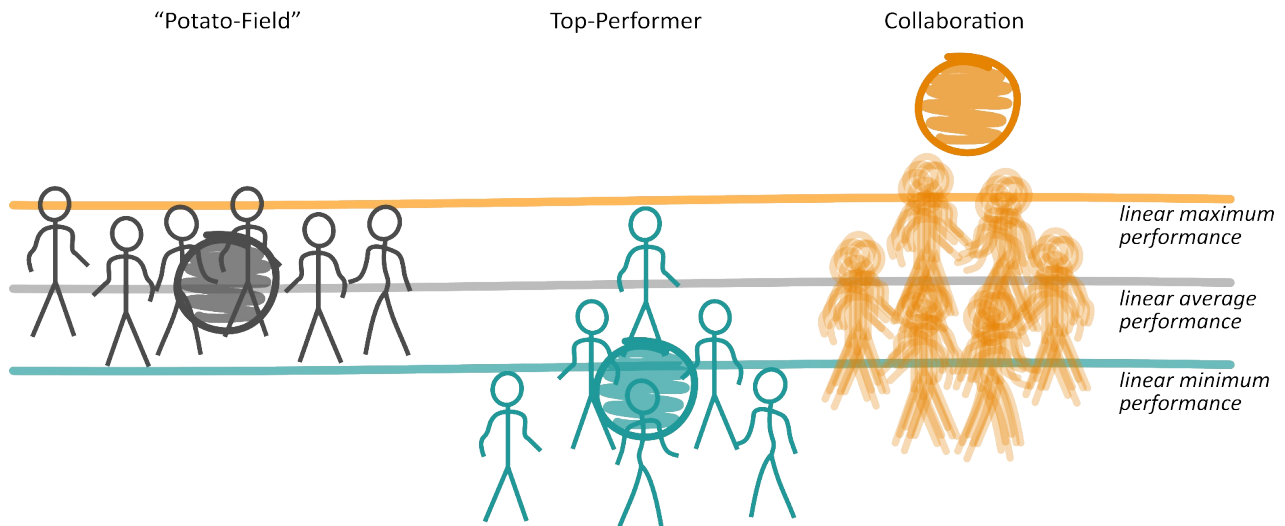 “Potato-Field”
Top-Performer
Collaboration
linear maximum
performance
linear average
performance
linear minimum
performance